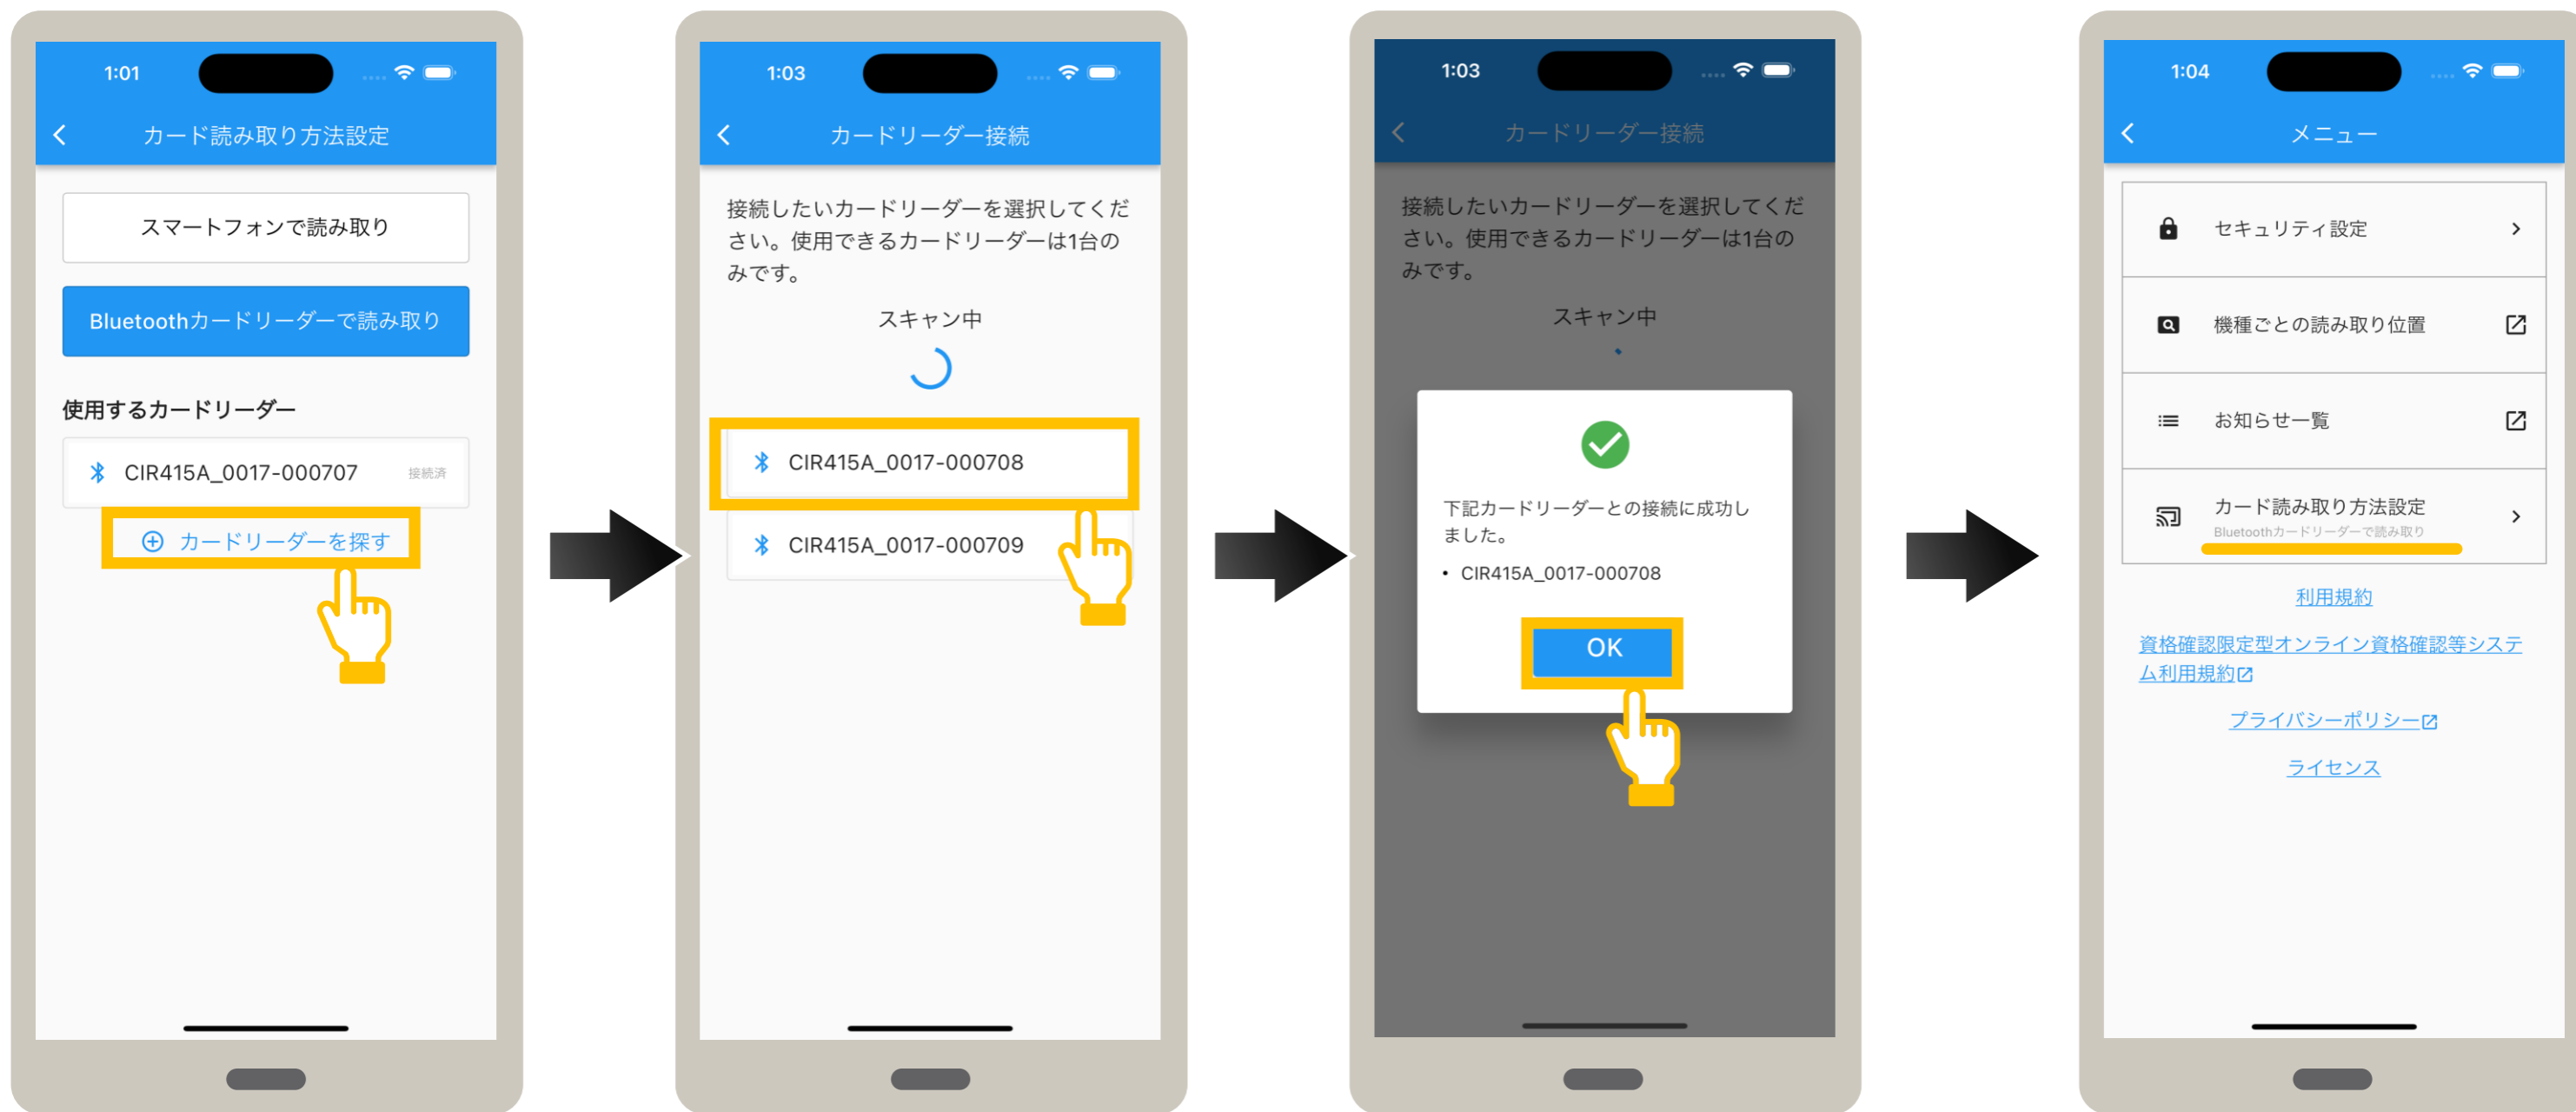 1:01
カード読み取り方法設定
スマートフォンで読み取り
Bluetoothカードリーダーで読み取り
使用するカードリーダー
CIR415A_0017-000707 接続済
カードリーダーを探す
1:03
カードリーダー接続
接続したいカードリーダーを選択してくだ
さい。使用できるカードリーダーは1台の
みです。
スキャン中
CIR415A_0017-000708
CIR415A_0017-000709
1:03
カードリーダー接続
接続したいカードリーダーを選択してくだ
さい。使用できるカードリーダーは1台の
みです。
スキャン中
下記カードリーダーとの接続に成功し
ました。
・ CIR415A_0017-000708
OK
1:04
メニュー
セキュリティ設定
機種ごとの読み取り位置
お知らせ一覧
カード読み取り方法設定
Bluetoothカードリーダーで読み取り
利用規約
資格確認限定型オンライン資格確認等システ
ム利用規約
プライバシーポリシー
ライセンス